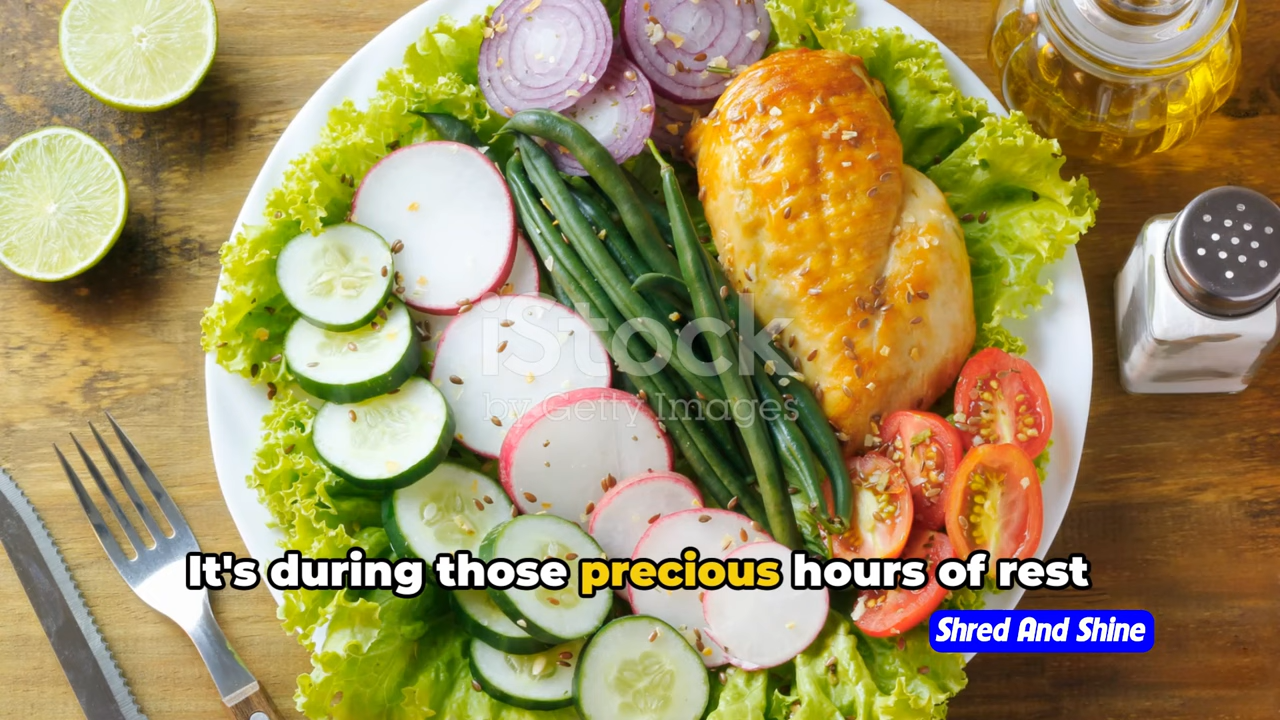 iStock
by Getty Images
It's during those precious hours of rest
Shred And Shine